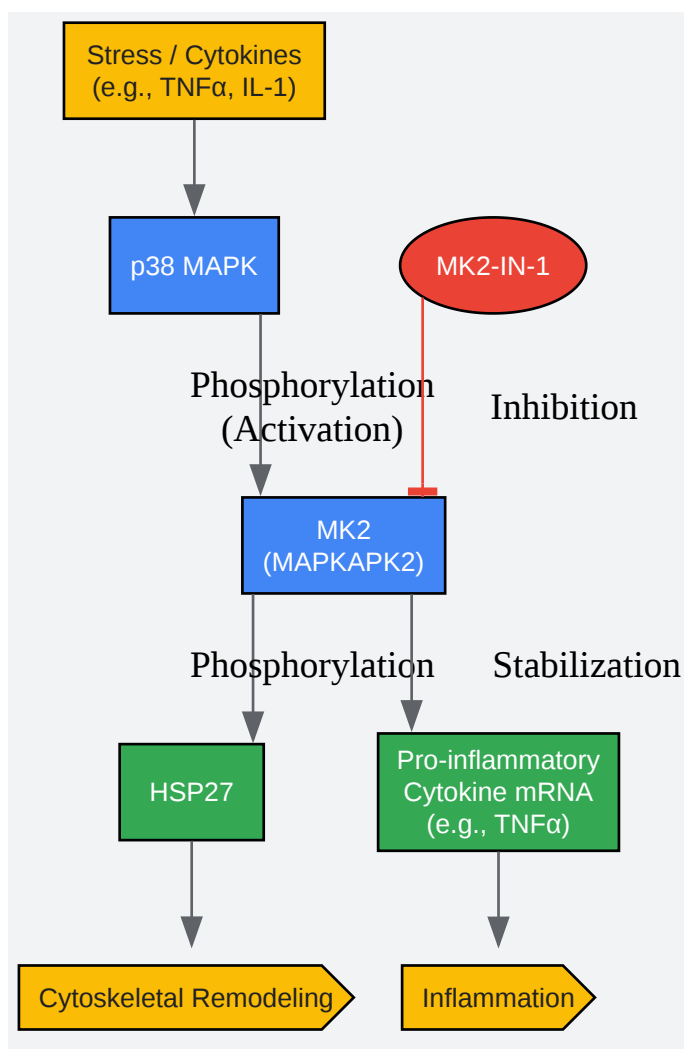 Stress / Cytokines
(e.g., TNFα, IL-1)
p38 MAPK
MK2-IN-1
Phosphorylation
(Activation)
Inhibition
MK2
(MAPKAPK2)
Phosphorylation
Stabilization
HSP27
Pro-inflammatory
Cytokine mRNA
(e.g., TNFα)
Cytoskeletal Remodeling
Inflammation